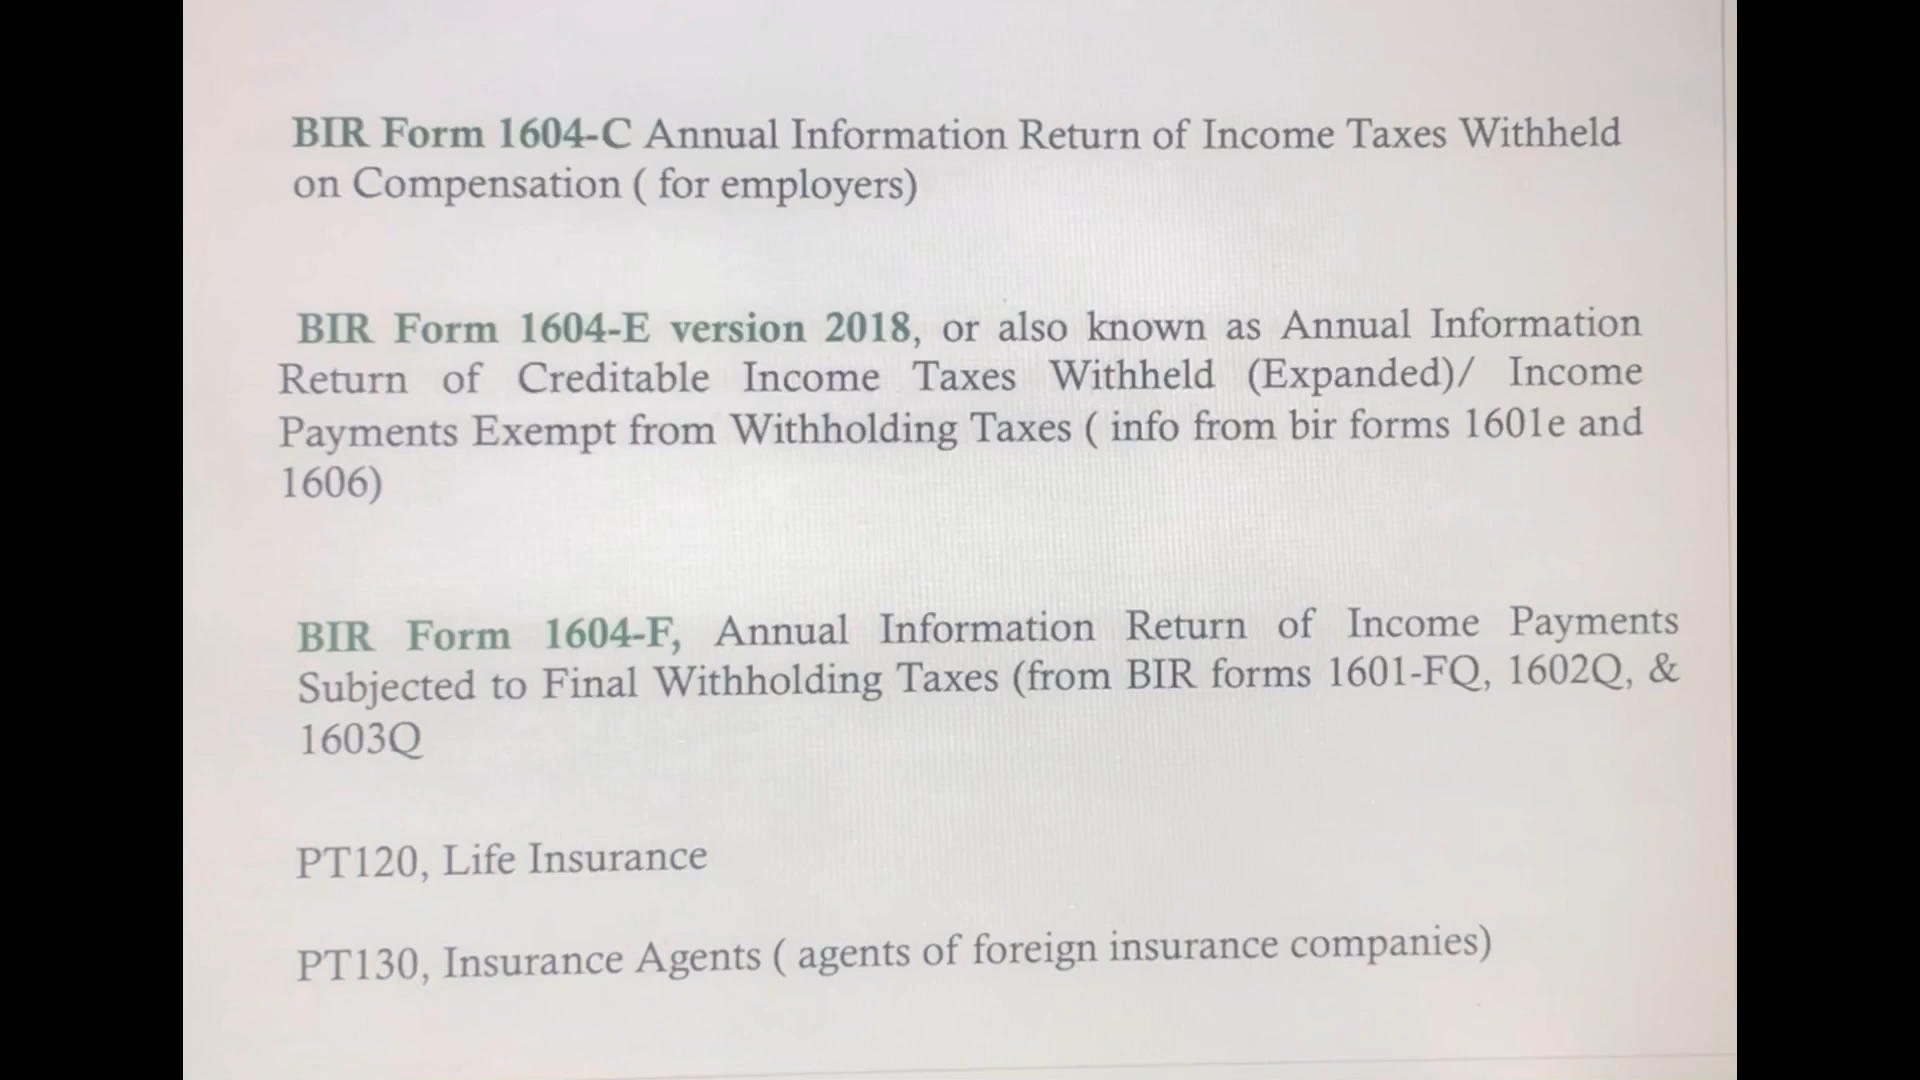 BIR Form 1604-C Annual Information Return of Income Taxes Withheld
on Compensation ( for employers)
BIR Form 1604-E version 2018, or also known as Annual Information
Return of Creditable Income Taxes Withheld (Expanded)/ Income
Payments Exempt from Withholding Taxes ( info from bir forms 1601e and
1606)
BIR Form 1604-F, Annual Information Return of Income Payments
Subjected to Final Withholding Taxes (from BIR forms 1601-FQ, 1602Q, &
1603Q
PT120, Life Insurance
PT130, Insurance Agents ( agents of foreign insurance companies)